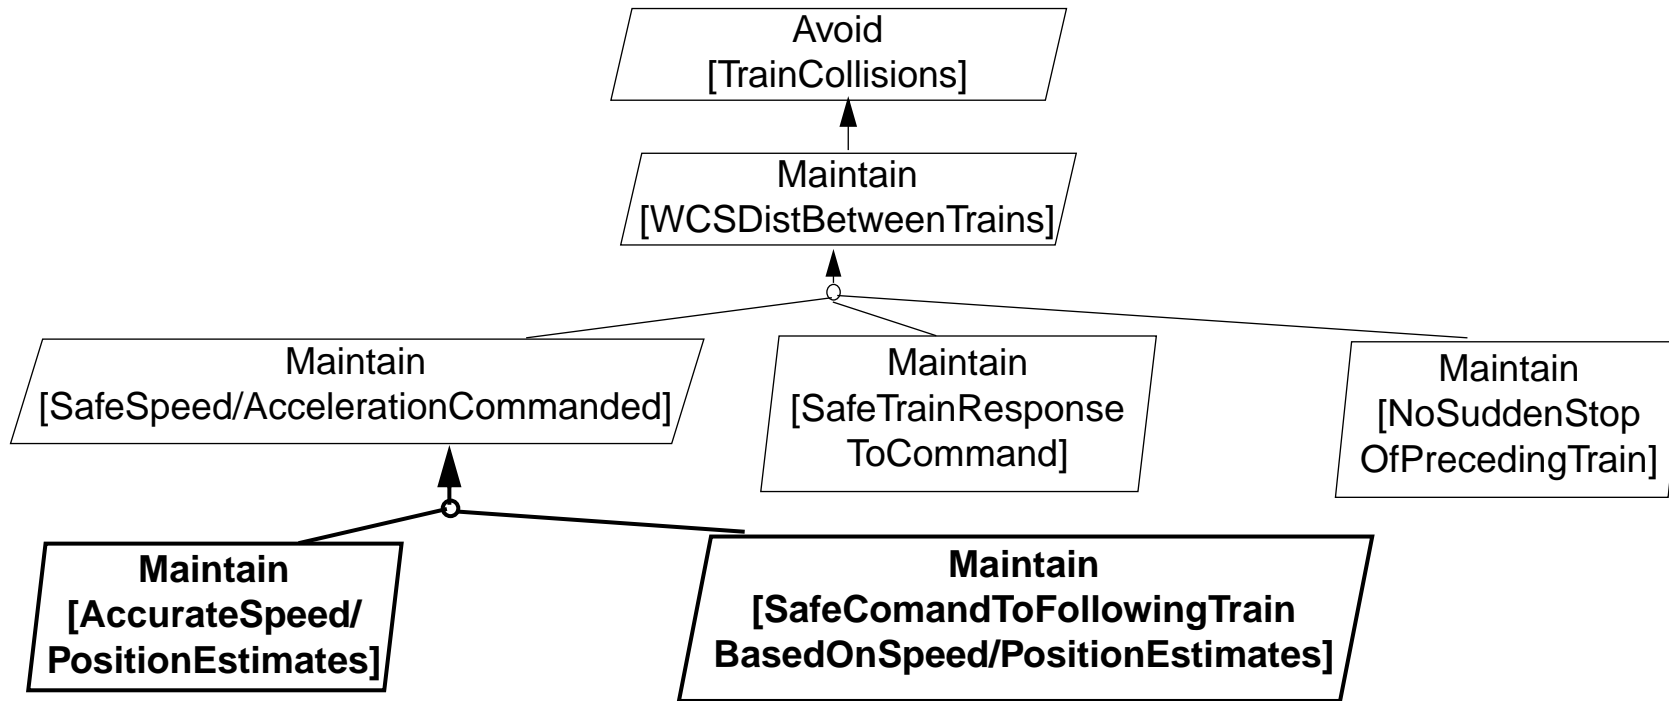 Avoid
[TrainCollisions]
Maintain
[WCSDistBetweenTrains]
Maintain
[SafeSpeed/AccelerationCommanded]
Maintain
[SafeTrainResponse
ToCommand]
Maintain
[NoSuddenStop
OfPrecedingTrain]
Maintain
[AccurateSpeed/
PositionEstimates]
Maintain
[SafeComandToFollowingTrain
BasedOnSpeed/PositionEstimates]